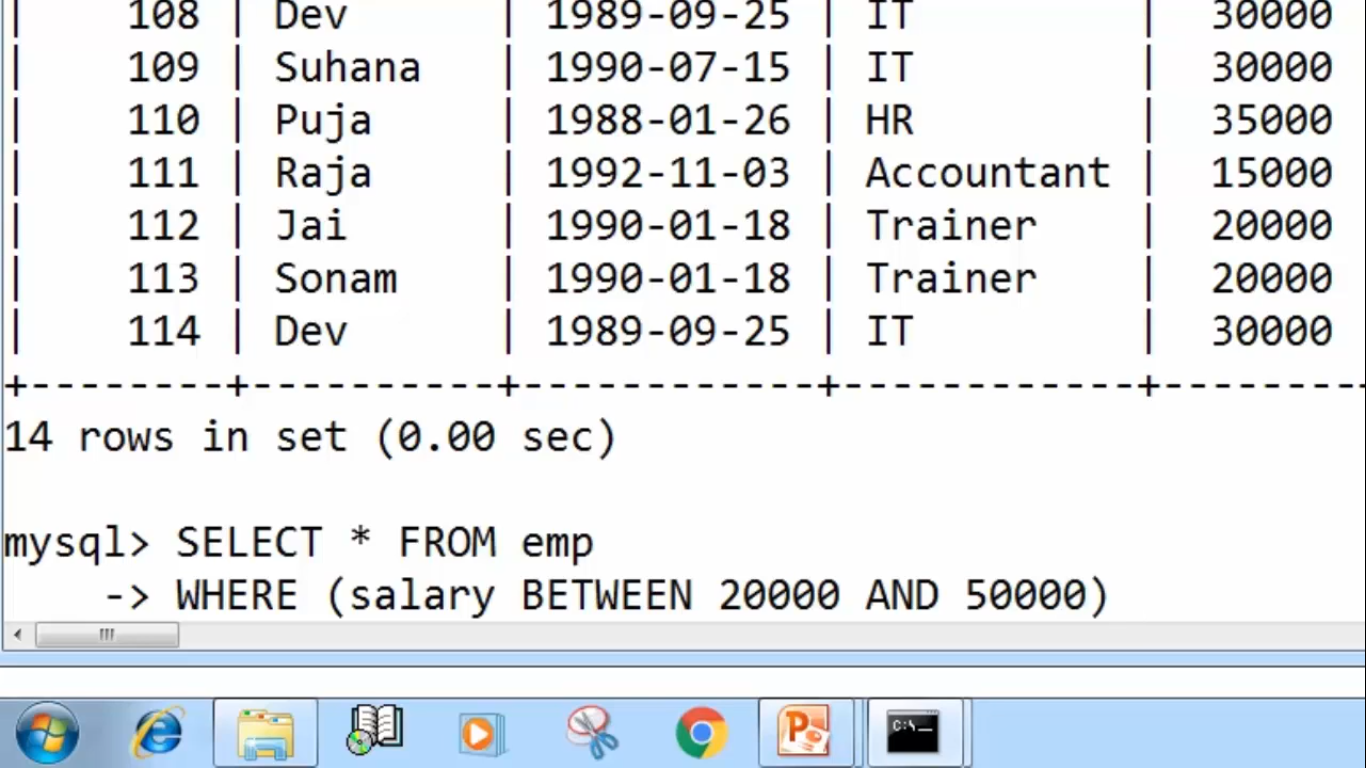 | 108 | Dev | 1989-09-25 | IT | 30000
| 109 | Suhana | 1990-07-15 | IT | 30000
| 110 | Puja | 1988-01-26 | HR | 35000
| 111 | Raja | 1992-11-03 | Accountant | 15000
| 112 | Jai | 1990-01-18 | Trainer | 20000
| 113 | Sonam | 1990-01-18 | Trainer | 20000
| 114 | Dev | 1989-09-25 | IT | 30000
+--------+----------+------------+------------+--------
14 rows in set (0.00 sec)
mysql> SELECT * FROM emp
-> WHERE (salary BETWEEN 20000 AND 50000)
C:\_